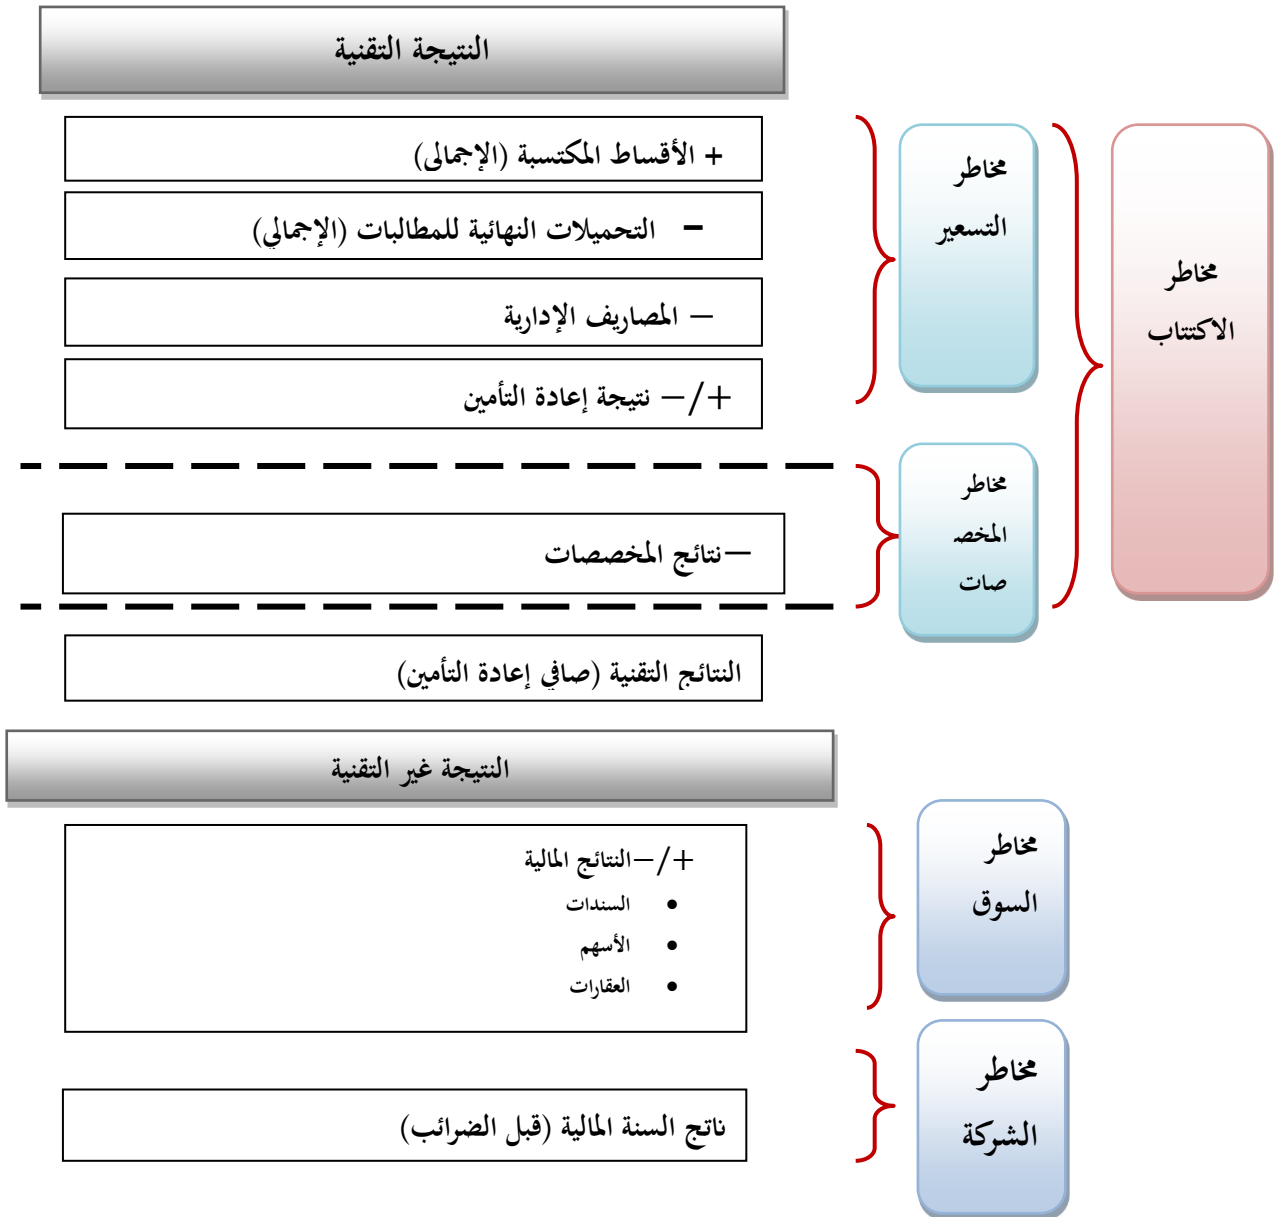 النتيجة التقنية
+ الأقساط المكتسبة (الإجمالى)
– التحميلات النهائية للمطالبات (الإجمالي)
– المصاريف الإدارية
+/– نتيجة إعادة التأمين
مخاطر
التسعير
مخاطر
الاكتتاب
–نتائج المخصصات
مخاطر
المخصـ
صات
النتائج التقنية (صافي إعادة التأمين)
النتيجة غير التقنية
+/–النتائج المالية
• السندات
• الأسهم
• العقارات
مخاطر
السوق
ناتج السنة المالية (قبل الضرائب)
مخاطر
الشركة